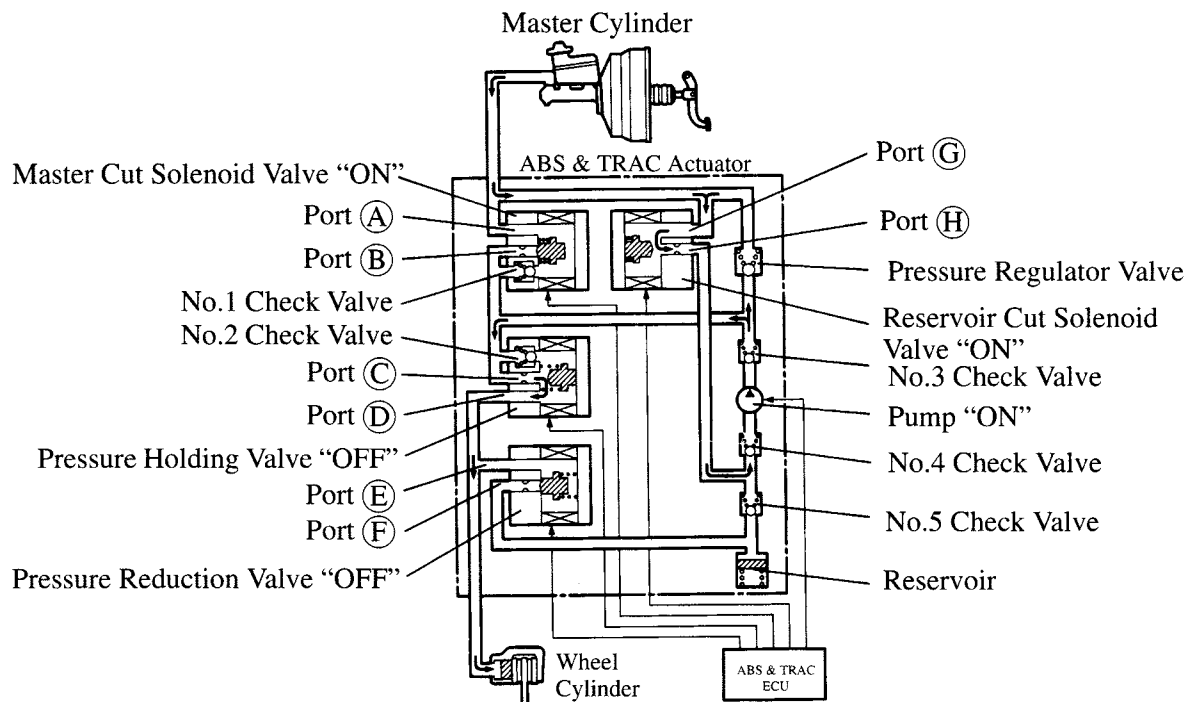 Master Cylinder
ABS & TRAC Actuator
Master Cut Solenoid Valve “ON”
Port Ⓐ
Port Ⓑ
No.1 Check Valve
No.2 Check Valve
Port Ⓒ
Port Ⓓ
Pressure Holding Valve “OFF”
Port Ⓔ
Port Ⓕ
Pressure Reduction Valve “OFF”
Port Ⓖ
Port Ⓗ
Pressure Regulator Valve
Reservoir Cut Solenoid
Valve “ON”
No.3 Check Valve
Pump “ON”
No.4 Check Valve
No.5 Check Valve
Reservoir
Wheel
Cylinder
ABS & TRAC
ECU